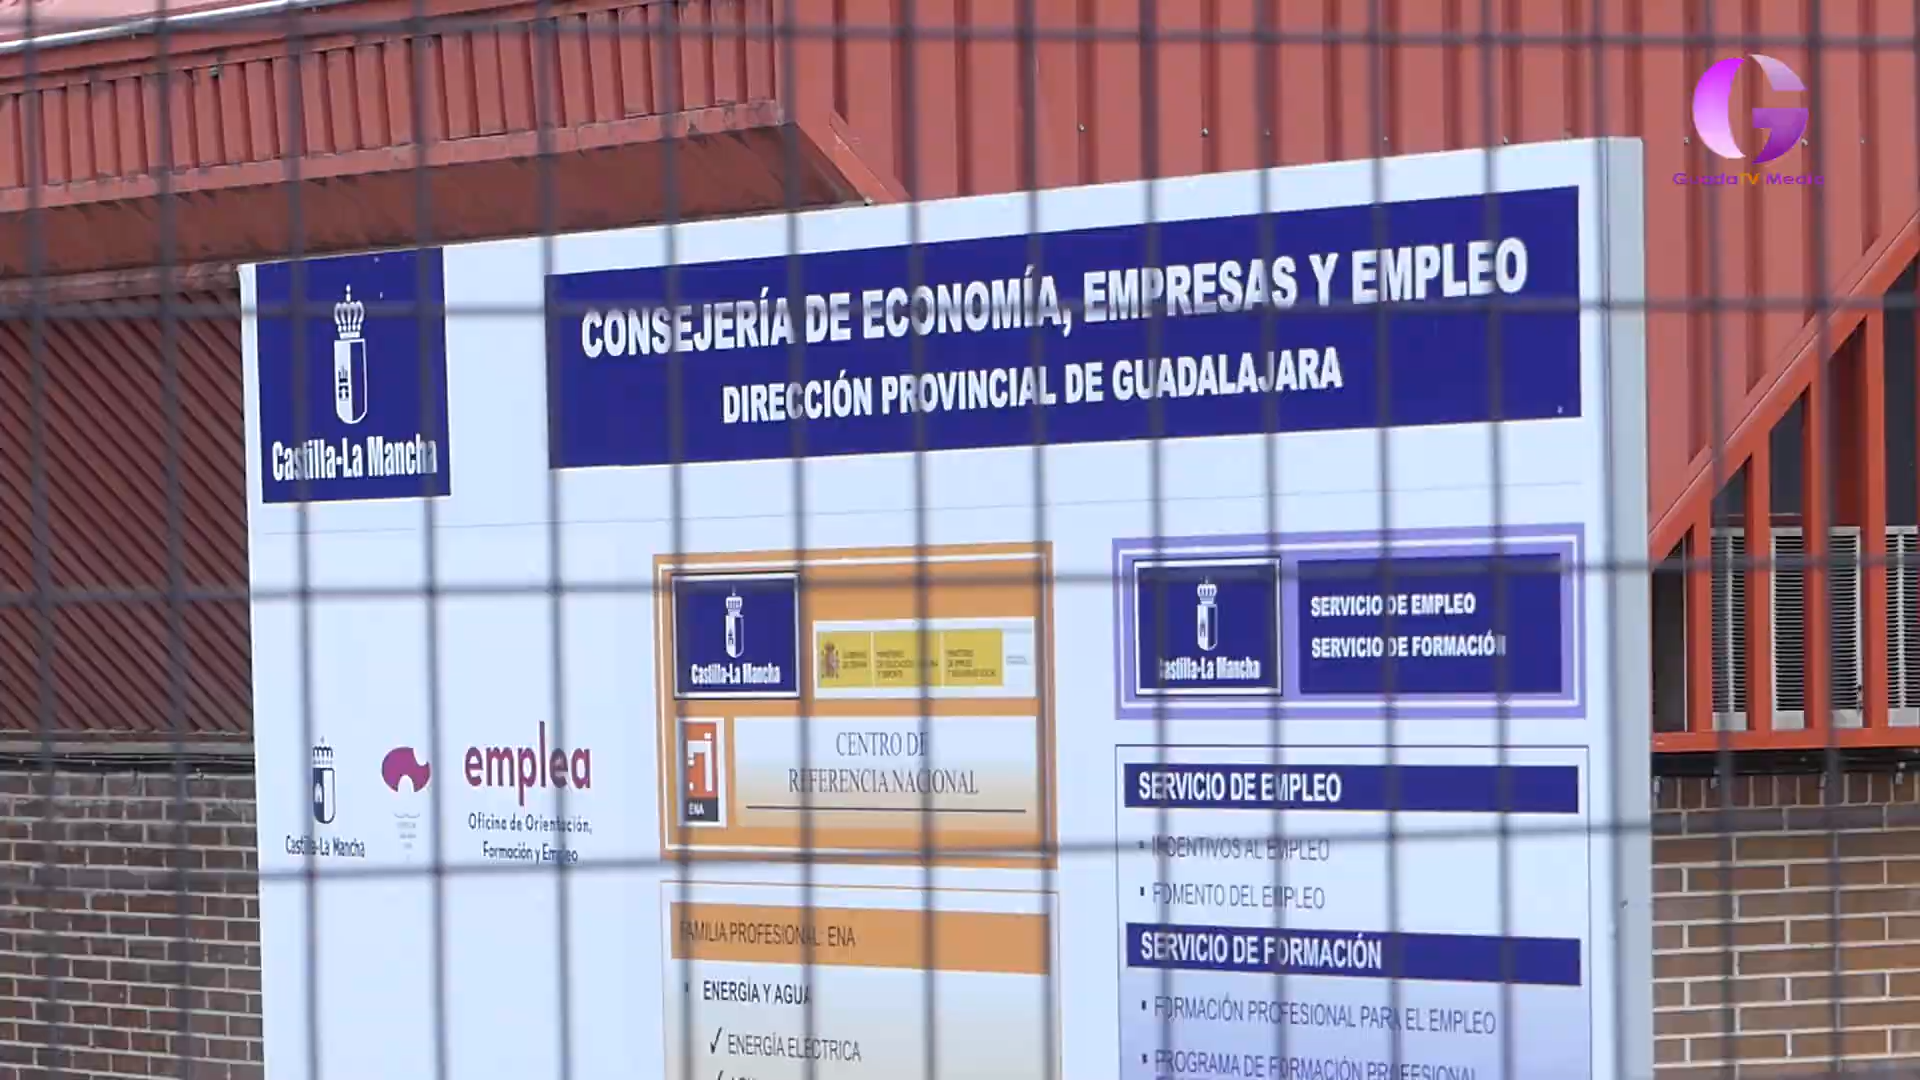 Guada TV Media
CONSEJERÍA DE ECONOMÍA, EMPRESAS Y EMPLEO
DIRECCIÓN PROVINCIAL DE GUADALAJARA
Castilla-La Mancha
Castilla-La Mancha
CENTRO DE
REFERENCIA NACIONAL
ENA
Castilla-La Mancha
SERVICIO DE EMPLEO
SERVICIO DE FORMACIÓN
Castilla-La Mancha
emplea
Oficina de Orientación,
Formación y Empleo
FAMILIA PROFESIONAL: ENA
• ENERGÍA Y AGUA
✓ ENERGÍA ELÉCTRICA
SERVICIO DE EMPLEO
• INCENTIVOS AL EMPLEO
• FOMENTO DEL EMPLEO
SERVICIO DE FORMACIÓN
• FORMACIÓN PROFESIONAL PARA EL EMPLEO
• PROGRAMA DE FORMACIÓN PROFESIONAL